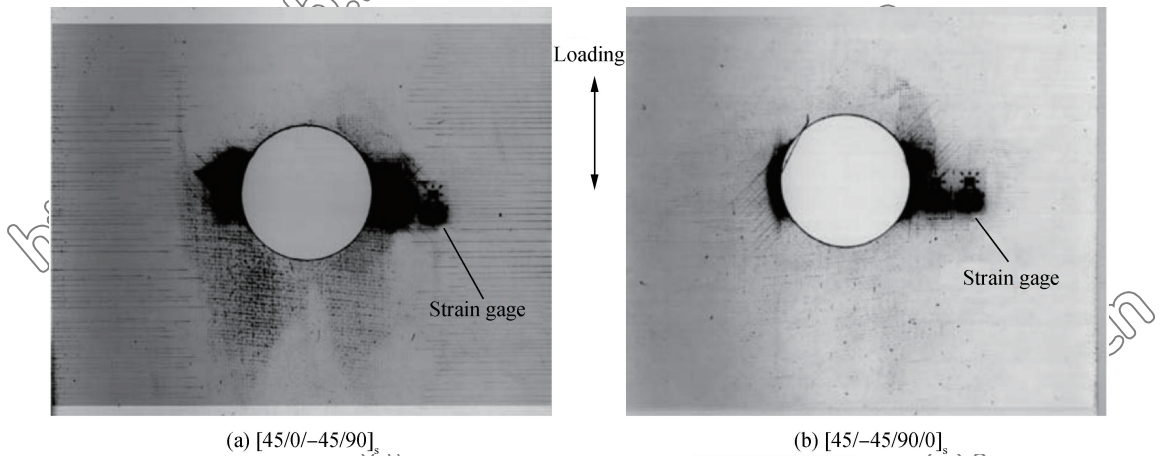 Loading
Strain gage
Strain gage
(a) [45/0/−45/90]s
(b) [45/−45/90/0]s